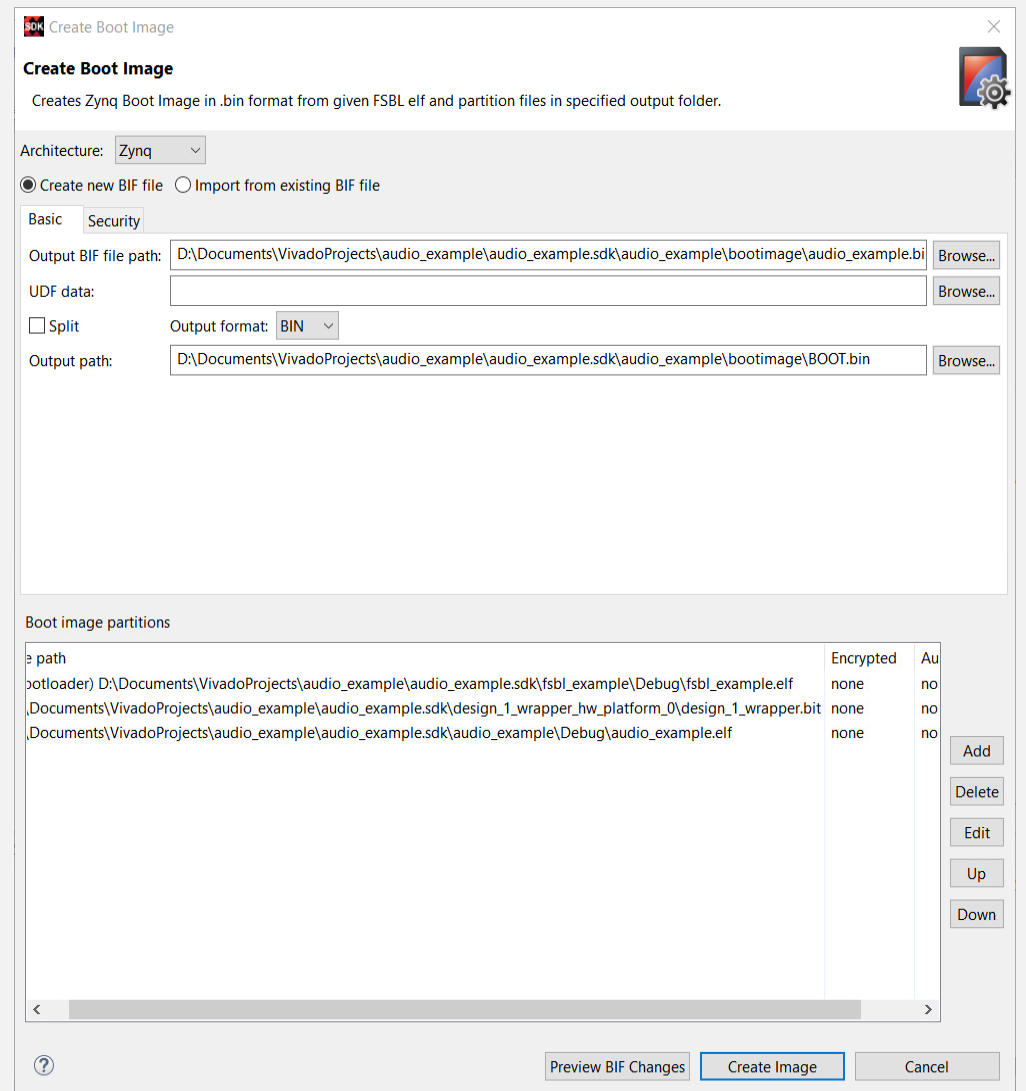 SDK Create Boot Image
Create Boot Image
Creates Zynq Boot Image in .bin format from given FSBL elf and partition files in specified output folder.
Architecture: Zynq
Create new BIF file Import from existing BIF file
Basic Security
Output BIF file path: D:\Documents\VivadoProjects\audio_example\audio_example.sdk\audio_example\bootimage\audio_example.bi Browse...
UDF data: Browse...
Split Output format: BIN
Output path: D:\Documents\VivadoProjects\audio_example\audio_example.sdk\audio_example\bootimage\BOOT.bin Browse...
Boot image partitions
e path Encrypted Au
ootloader) D:\Documents\VivadoProjects\audio_example\audio_example.sdk\fsbl_example\Debug\fsbl_example.elf none no
\Documents\VivadoProjects\audio_example\audio_example.sdk\design_1_wrapper_hw_platform_0\design_1_wrapper.bit none no
\Documents\VivadoProjects\audio_example\audio_example.sdk\audio_example\Debug\audio_example.elf none no
Add
Delete
Edit
Up
Down
? Preview BIF Changes Create Image Cancel